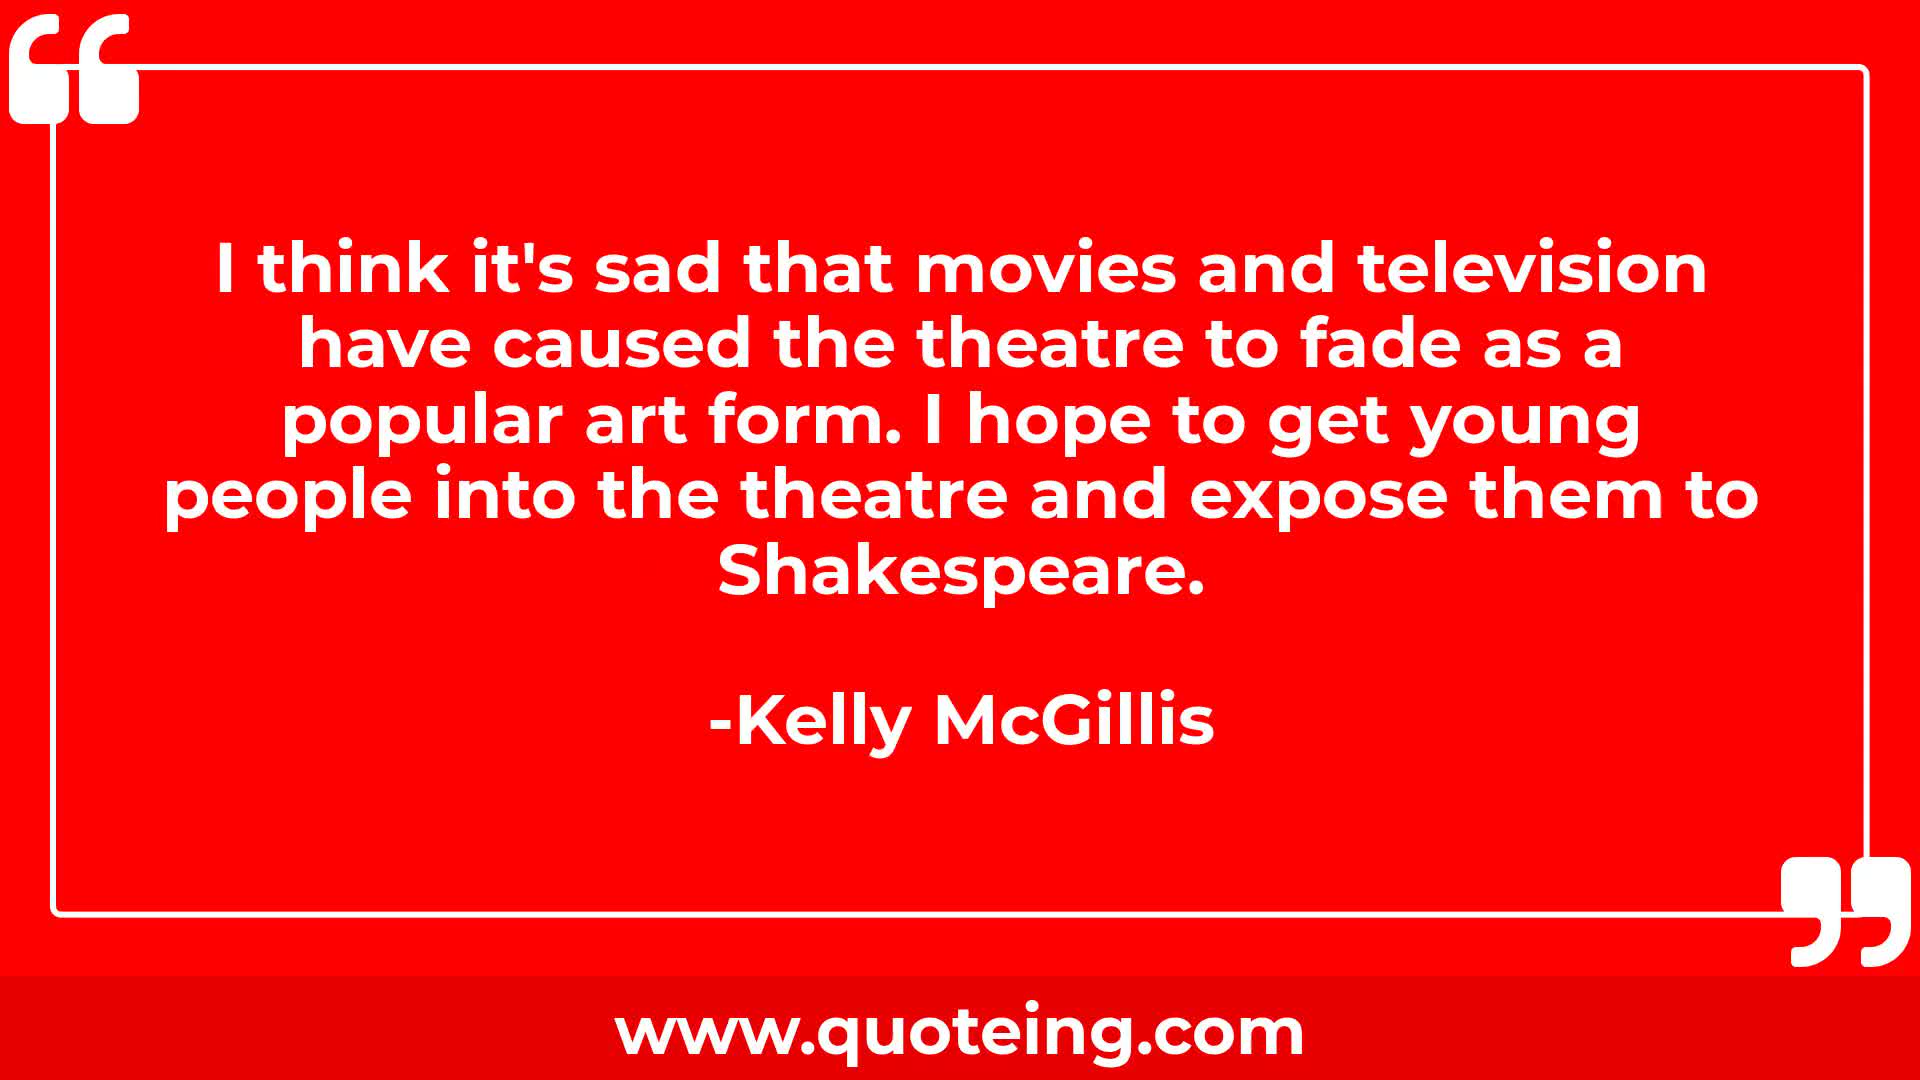 I think it's sad that movies and television
have caused the theatre to fade as a
popular art form. I hope to get young
people into the theatre and expose them to
Shakespeare.
-Kelly McGillis
www.quoteing.com